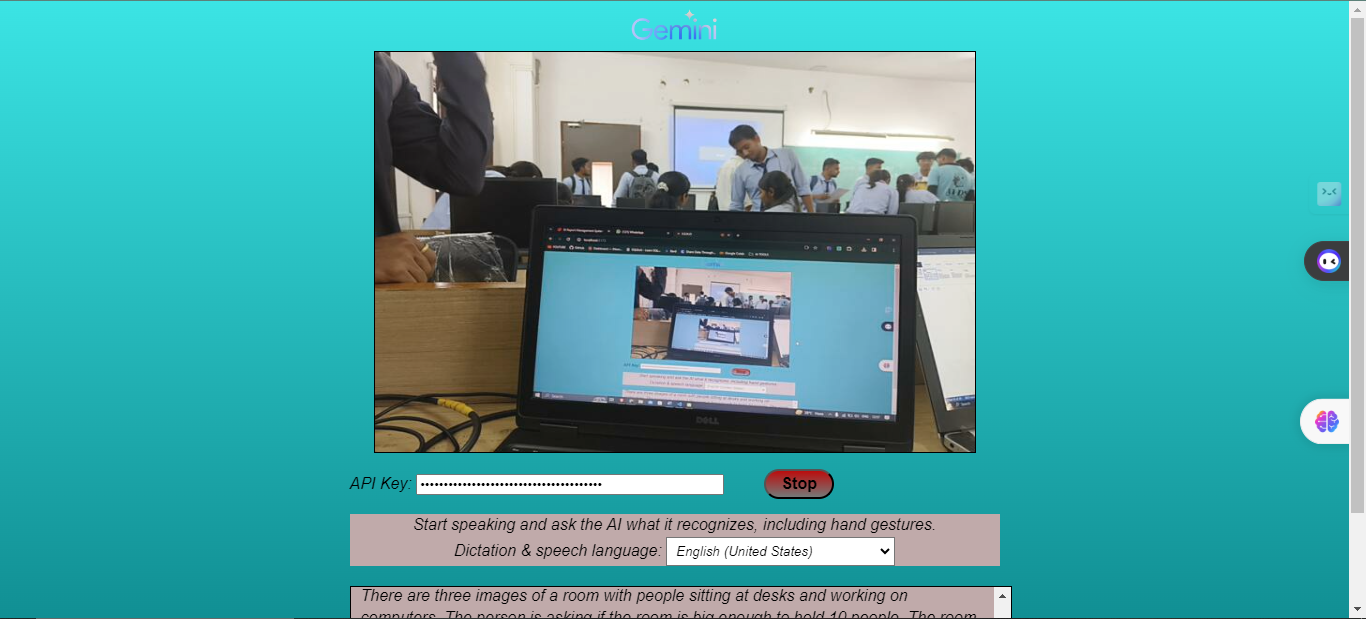 Gemini
DELL
API Key: ••••••••••••••••••••••••••••••••••••••• Stop
Start speaking and ask the AI what it recognizes, including hand gestures.
Dictation & speech language: English (United States)
There are three images of a room with people sitting at desks and working on
computers. The person is asking if the room is big enough to hold 10 people. The room